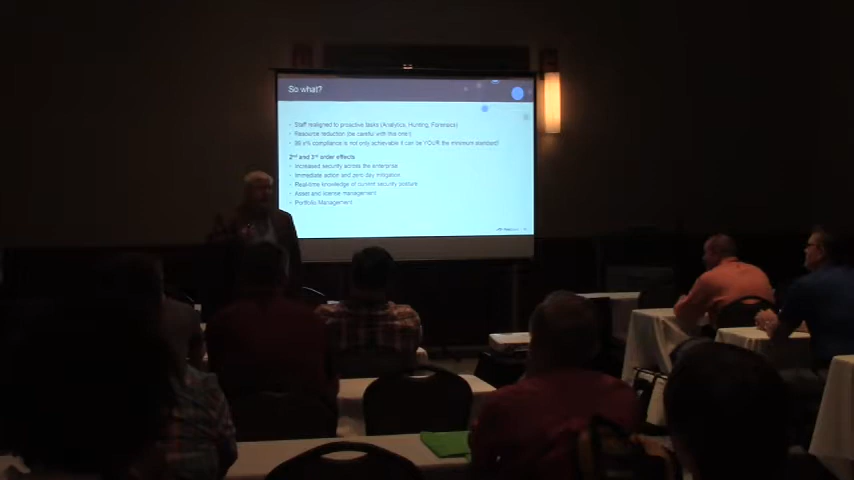 So what?
- Staff realigned to proactive tasks (Analytics, Hunting, Forensics)
- Resource reduction (be careful with this one!)
- 99.x% compliance is not only achievable it can be YOUR the minimum standard!
2nd and 3rd order effects
- Increased security across the enterprise
- Immediate action and zero day mitigation
- Real-time knowledge of current security posture
- Asset and license management
- Portfolio Management